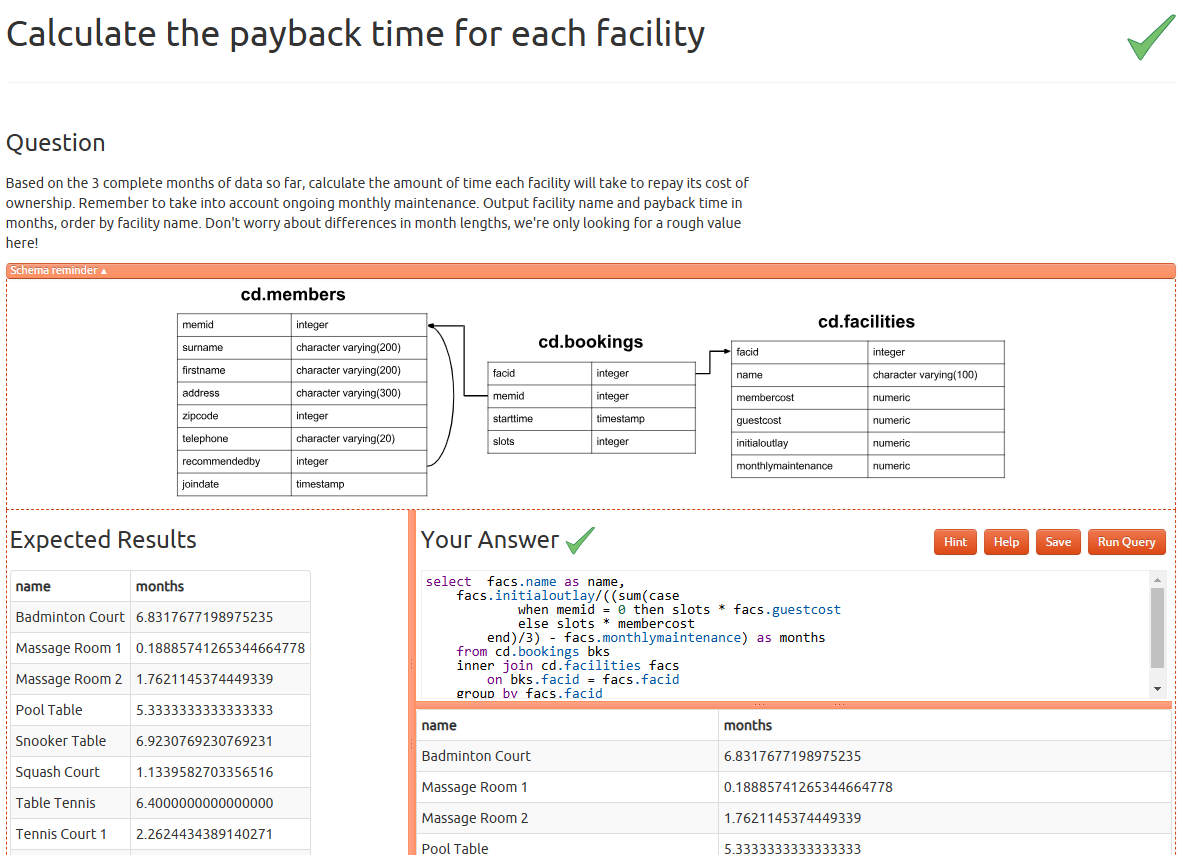 Calculate the payback time for each facility
Question
Based on the 3 complete months of data so far, calculate the amount of time each facility will take to repay its cost of
ownership. Remember to take into account ongoing monthly maintenance. Output facility name and payback time in
months, order by facility name. Don't worry about differences in month lengths, we're only looking for a rough value
here!
Schema reminder ▲
cd.members
memid integer
surname character varying(200)
firstname character varying(200)
address character varying(300)
zipcode integer
telephone character varying(20)
recommendedby integer
joindate timestamp
cd.bookings
facid integer
memid integer
starttime timestamp
slots integer
cd.facilities
facid integer
name character varying(100)
membercost numeric
guestcost numeric
initialoutlay numeric
monthlymaintenance numeric
Expected Results
name months
Badminton Court 6.8317677198975235
Massage Room 1 0.18885741265344664778
Massage Room 2 1.7621145374449339
Pool Table 5.3333333333333333
Snooker Table 6.9230769230769231
Squash Court 1.1339582703356516
Table Tennis 6.4000000000000000
Tennis Court 1 2.2624434389140271
Your Answer
Hint Help Save Run Query
select  facs.name as name,
    facs.initialoutlay/((sum(case
            when memid = 0 then slots * facs.guestcost
            else slots * membercost
        end)/3) - facs.monthlymaintenance) as months
    from cd.bookings bks
    inner join cd.facilities facs
        on bks.facid = facs.facid
    group by facs.facid
name months
Badminton Court 6.8317677198975235
Massage Room 1 0.18885741265344664778
Massage Room 2 1.7621145374449339
Pool Table 5.3333333333333333